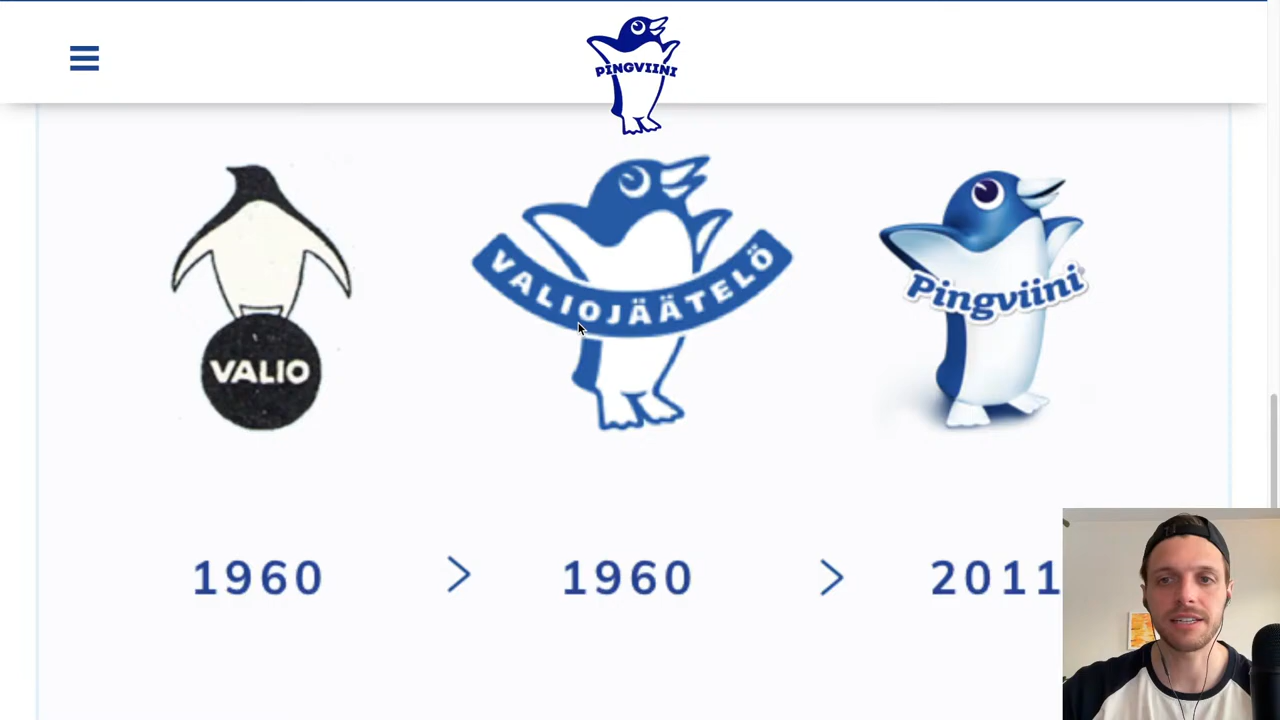 PINGVIINI
VALIO
VALIOJÄÄTELÖ
Pingviini
1960 > 1960 > 2011